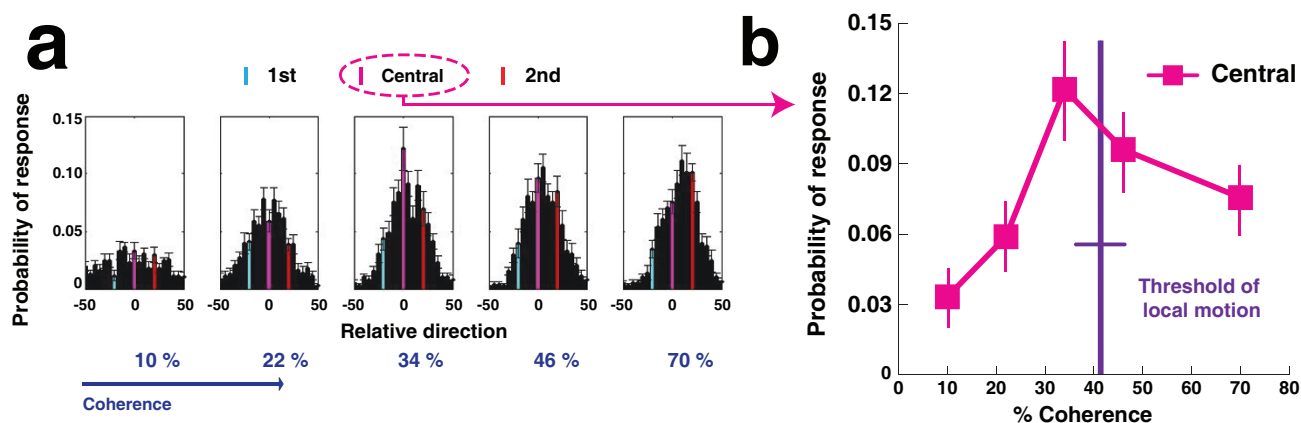 a
1st
Central
2nd
Probability of response
0.15
0.10
0.05
0
-50 0 50
-50 0 50
-50 0 50
-50 0 50
-50 0 50
Relative direction
10 %
22 %
34 %
46 %
70 %
Coherence
b
Probability of response
0.15
0.12
0.09
0.06
0.03
0
Central
Threshold of
local motion
0 10 20 30 40 50 60 70 80
% Coherence